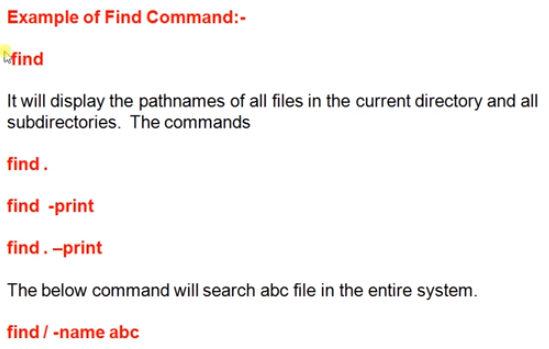 Example of Find Command:-
find
It will display the pathnames of all files in the current directory and all
subdirectories.  The commands
find .
find  -print
find . –print
The below command will search abc file in the entire system.
find / -name abc